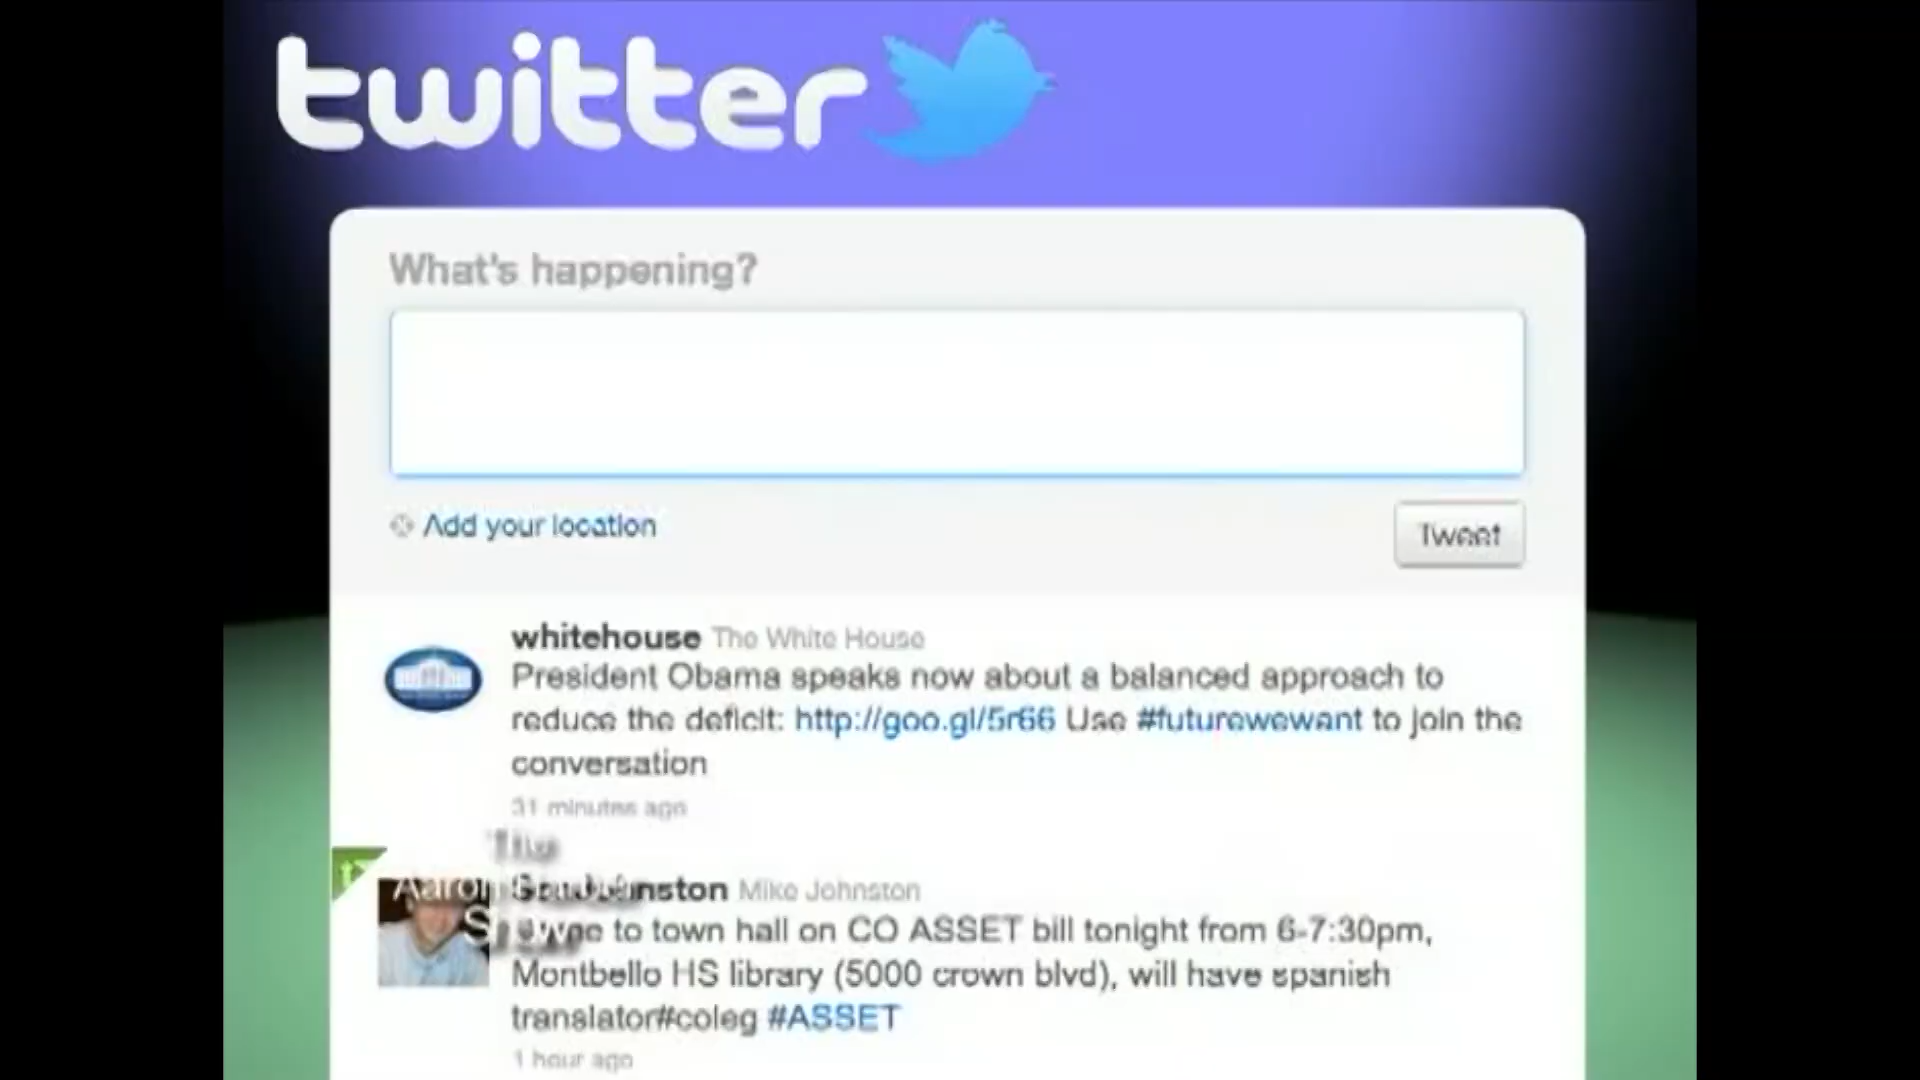 twitter
What's happening?
Add your location
Tweet
whitehouse The White House
President Obama speaks now about a balanced approach to
reduce the deficit: http://goo.gl/5r66 Use #futurewewant to join the
conversation
31 minutes ago
The
Aaron
Show
Mike Johnston
to town hall on CO ASSET bill tonight from 6-7:30pm,
Montbello HS library (5000 crown blvd), will have spanish
translator#coleg #ASSET
1 hour ago